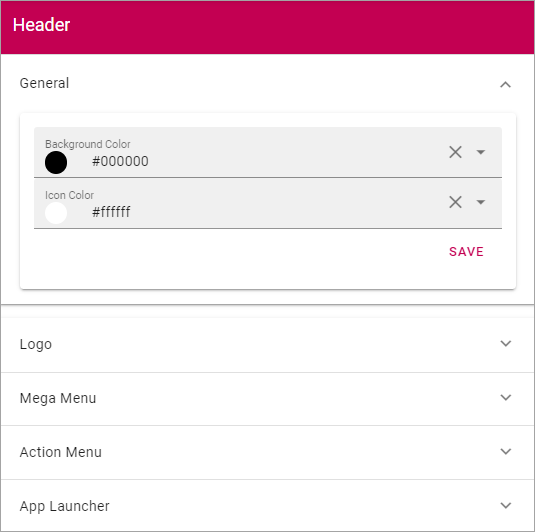 Header
General
Background Color
#000000
Icon Color
#ffffff
SAVE
Logo
Mega Menu
Action Menu
App Launcher